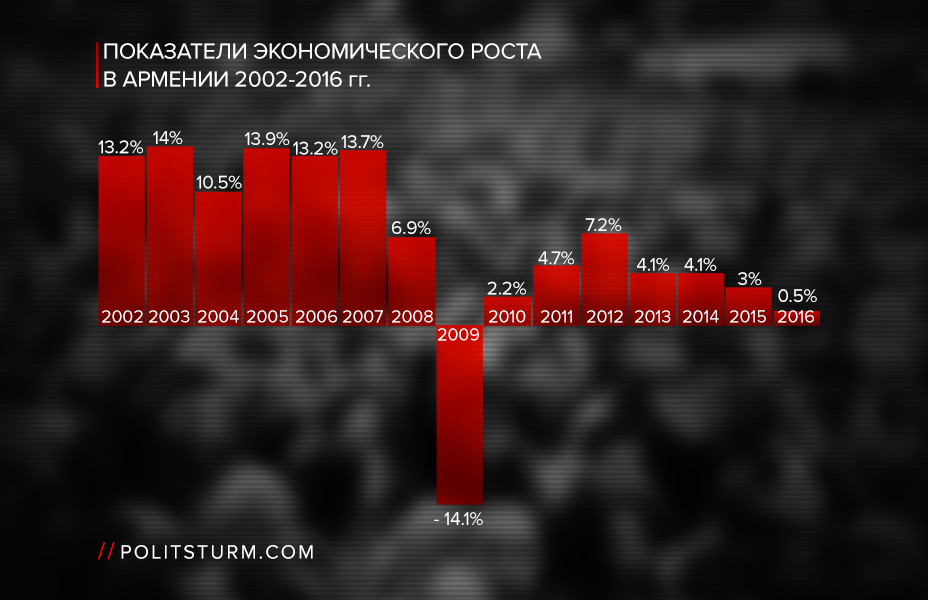 ПОКАЗАТЕЛИ ЭКОНОМИЧЕСКОГО РОСТА
В АРМЕНИИ 2002-2016 гг.
13.2% 14% 10.5% 13.9% 13.2% 13.7% 6.9% 2.2% 4.7% 7.2% 4.1% 4.1% 3% 0.5%
2002 2003 2004 2005 2006 2007 2008 2009 2010 2011 2012 2013 2014 2015 2016
- 14.1%
//POLITSTURM.COM